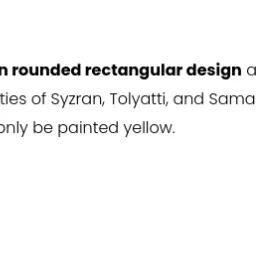 n rounded rectangular design a
ties of Syzran, Tolyatti, and Sama
only be painted yellow.